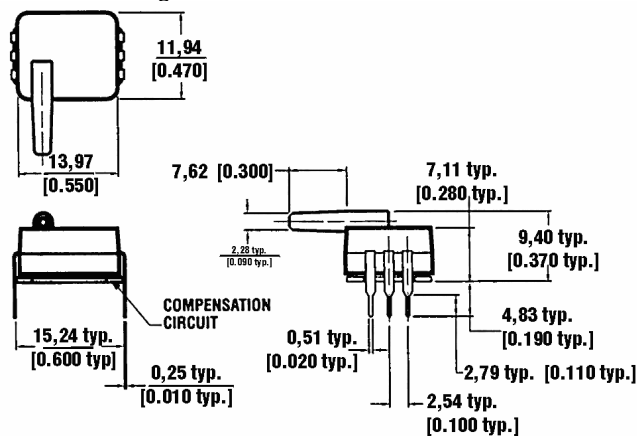 11,94
[0.470]
13,97
[0.550]
7,62 [0.300]
7,11 typ.
[0.280 typ.]
2,28 typ.
[0.090 typ.]
9,40 typ.
[0.370 typ.]
COMPENSATION
CIRCUIT
4,83 typ.
[0.190 typ.]
15,24 typ.
[0.600 typ]
0,51 typ.
[0.020 typ.]
2,79 typ. [0.110 typ.]
0,25 typ.
[0.010 typ.]
2,54 typ.
[0.100 typ.]